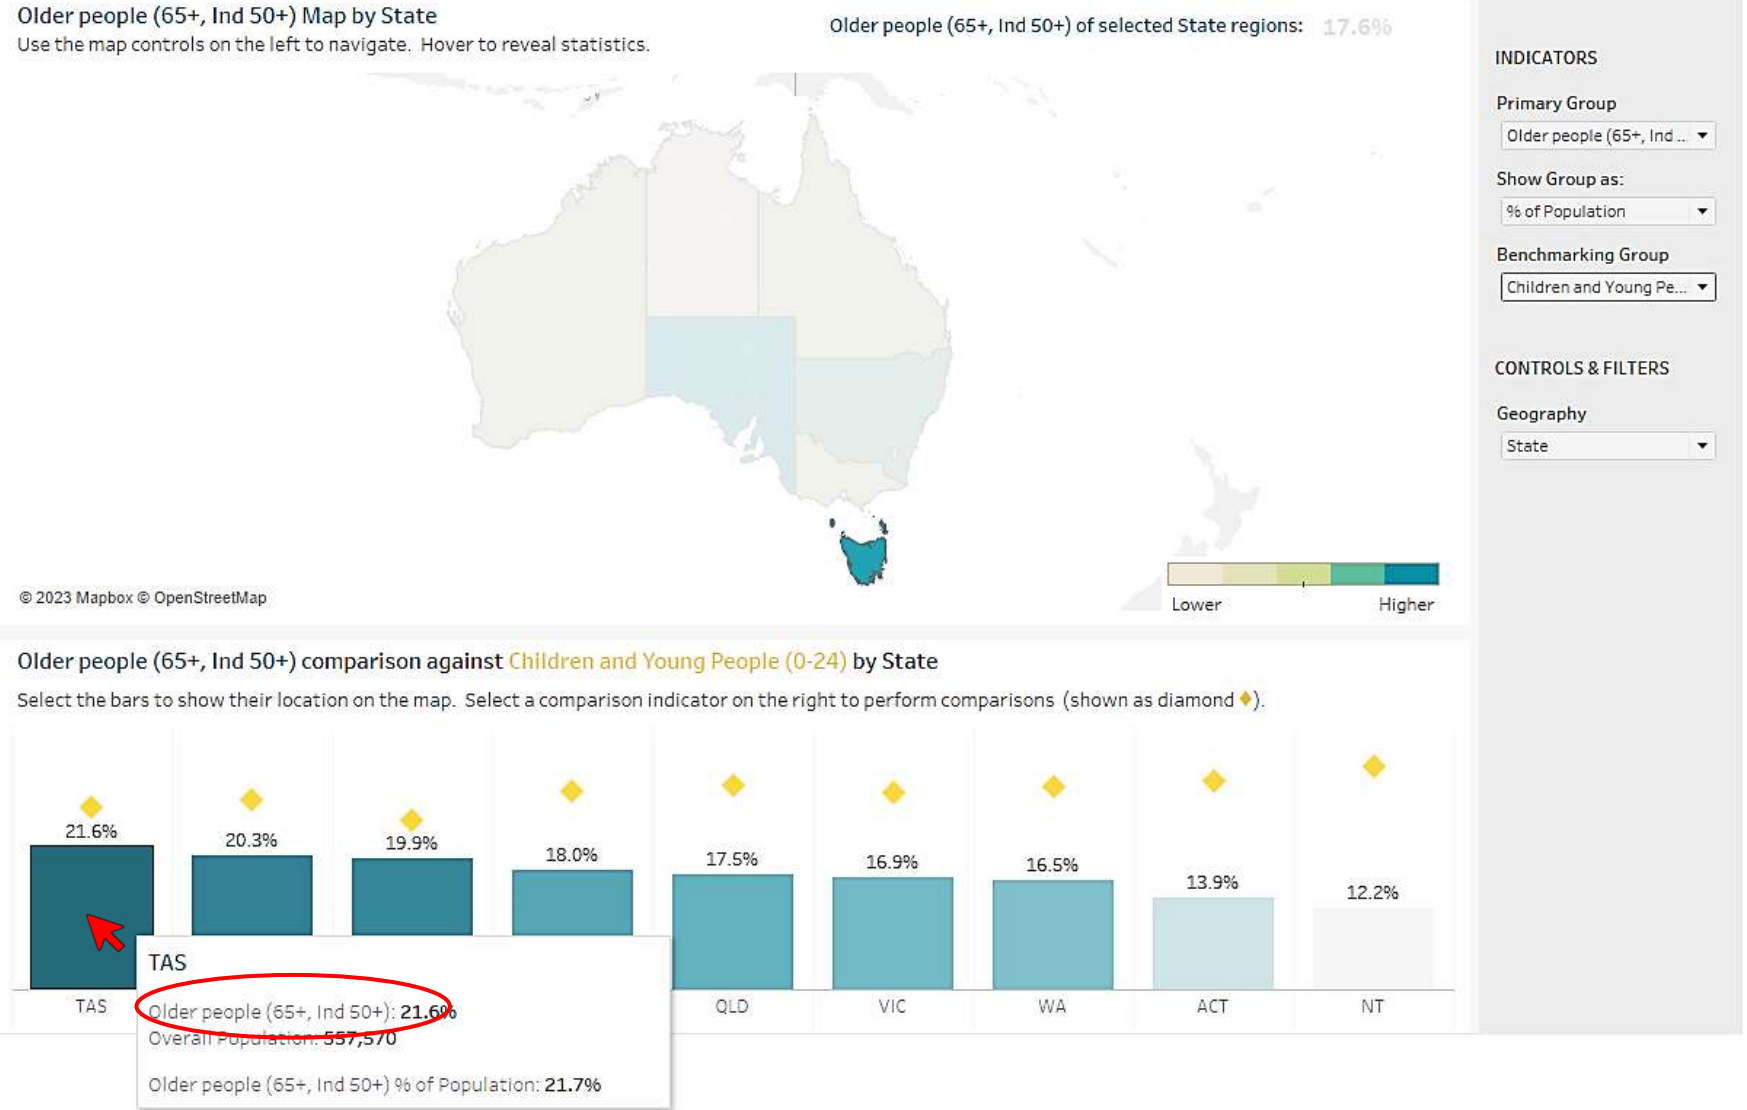 Older people (65+, Ind 50+) Map by State
Use the map controls on the left to navigate. Hover to reveal statistics.
Older people (65+, Ind 50+) of selected State regions: 17.6%
© 2023 Mapbox © OpenStreetMap
Lower
Higher
INDICATORS
Primary Group
Older people (65+, Ind ...
Show Group as:
% of Population
Benchmarking Group
Children and Young Pe...
CONTROLS & FILTERS
Geography
State
Older people (65+, Ind 50+) comparison against Children and Young People (0-24) by State
Select the bars to show their location on the map. Select a comparison indicator on the right to perform comparisons (shown as diamond ♦).
21.6%
20.3%
19.9%
18.0%
17.5%
16.9%
16.5%
13.9%
12.2%
TAS
QLD
VIC
WA
ACT
NT
TAS
Older people (65+, Ind 50+): 21.6%
Overall Population: 557,570
Older people (65+, Ind 50+) % of Population: 21.7%